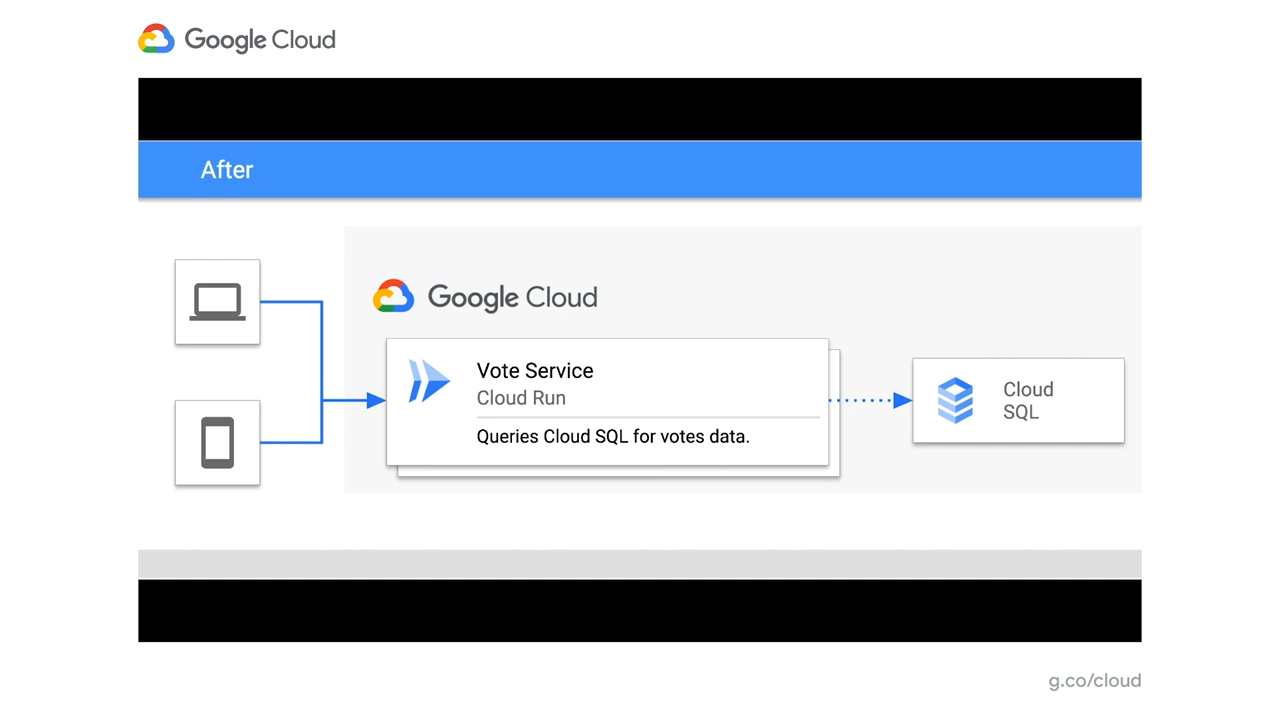 Google Cloud
After
Google Cloud
Vote Service
Cloud Run
Queries Cloud SQL for votes data.
Cloud
SQL
g.co/cloud